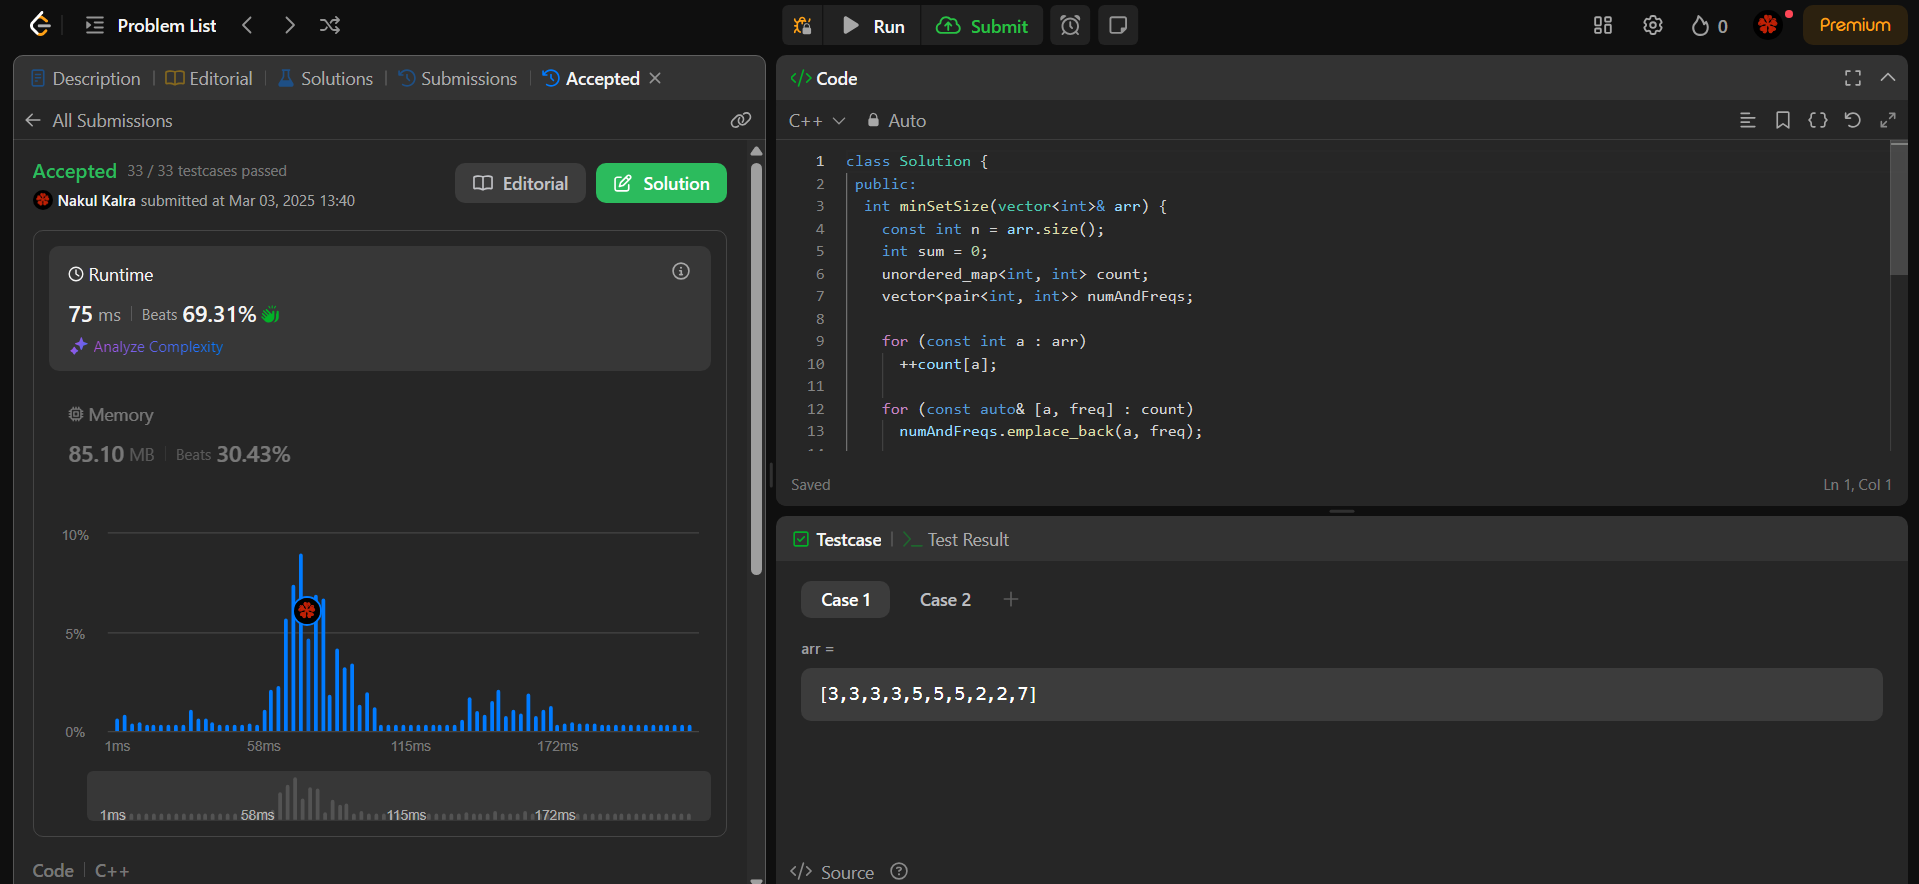 Problem List
Run
Submit
0
Premium
Description
Editorial
Solutions
Submissions
Accepted
All Submissions
Accepted 33 / 33 testcases passed
Nakul Kalra submitted at Mar 03, 2025 13:40
Editorial
Solution
Runtime
75 ms Beats 69.31%
Analyze Complexity
Memory
85.10 MB Beats 30.43%
10%
5%
0%
1ms 58ms 115ms 172ms
1ms 58ms 115ms 172ms
Code C++
</> Code
C++ Auto
1 class Solution {
2 public:
3 int minSetSize(vector<int>& arr) {
4 const int n = arr.size();
5 int sum = 0;
6 unordered_map<int, int> count;
7 vector<pair<int, int>> numAndFreqs;
8
9 for (const int a : arr)
10 ++count[a];
11
12 for (const auto& [a, freq] : count)
13 numAndFreqs.emplace_back(a, freq);
Saved
Ln 1, Col 1
Testcase
>_ Test Result
Case 1 Case 2 +
arr =
[3,3,3,3,5,5,5,2,2,7]
</> Source ?